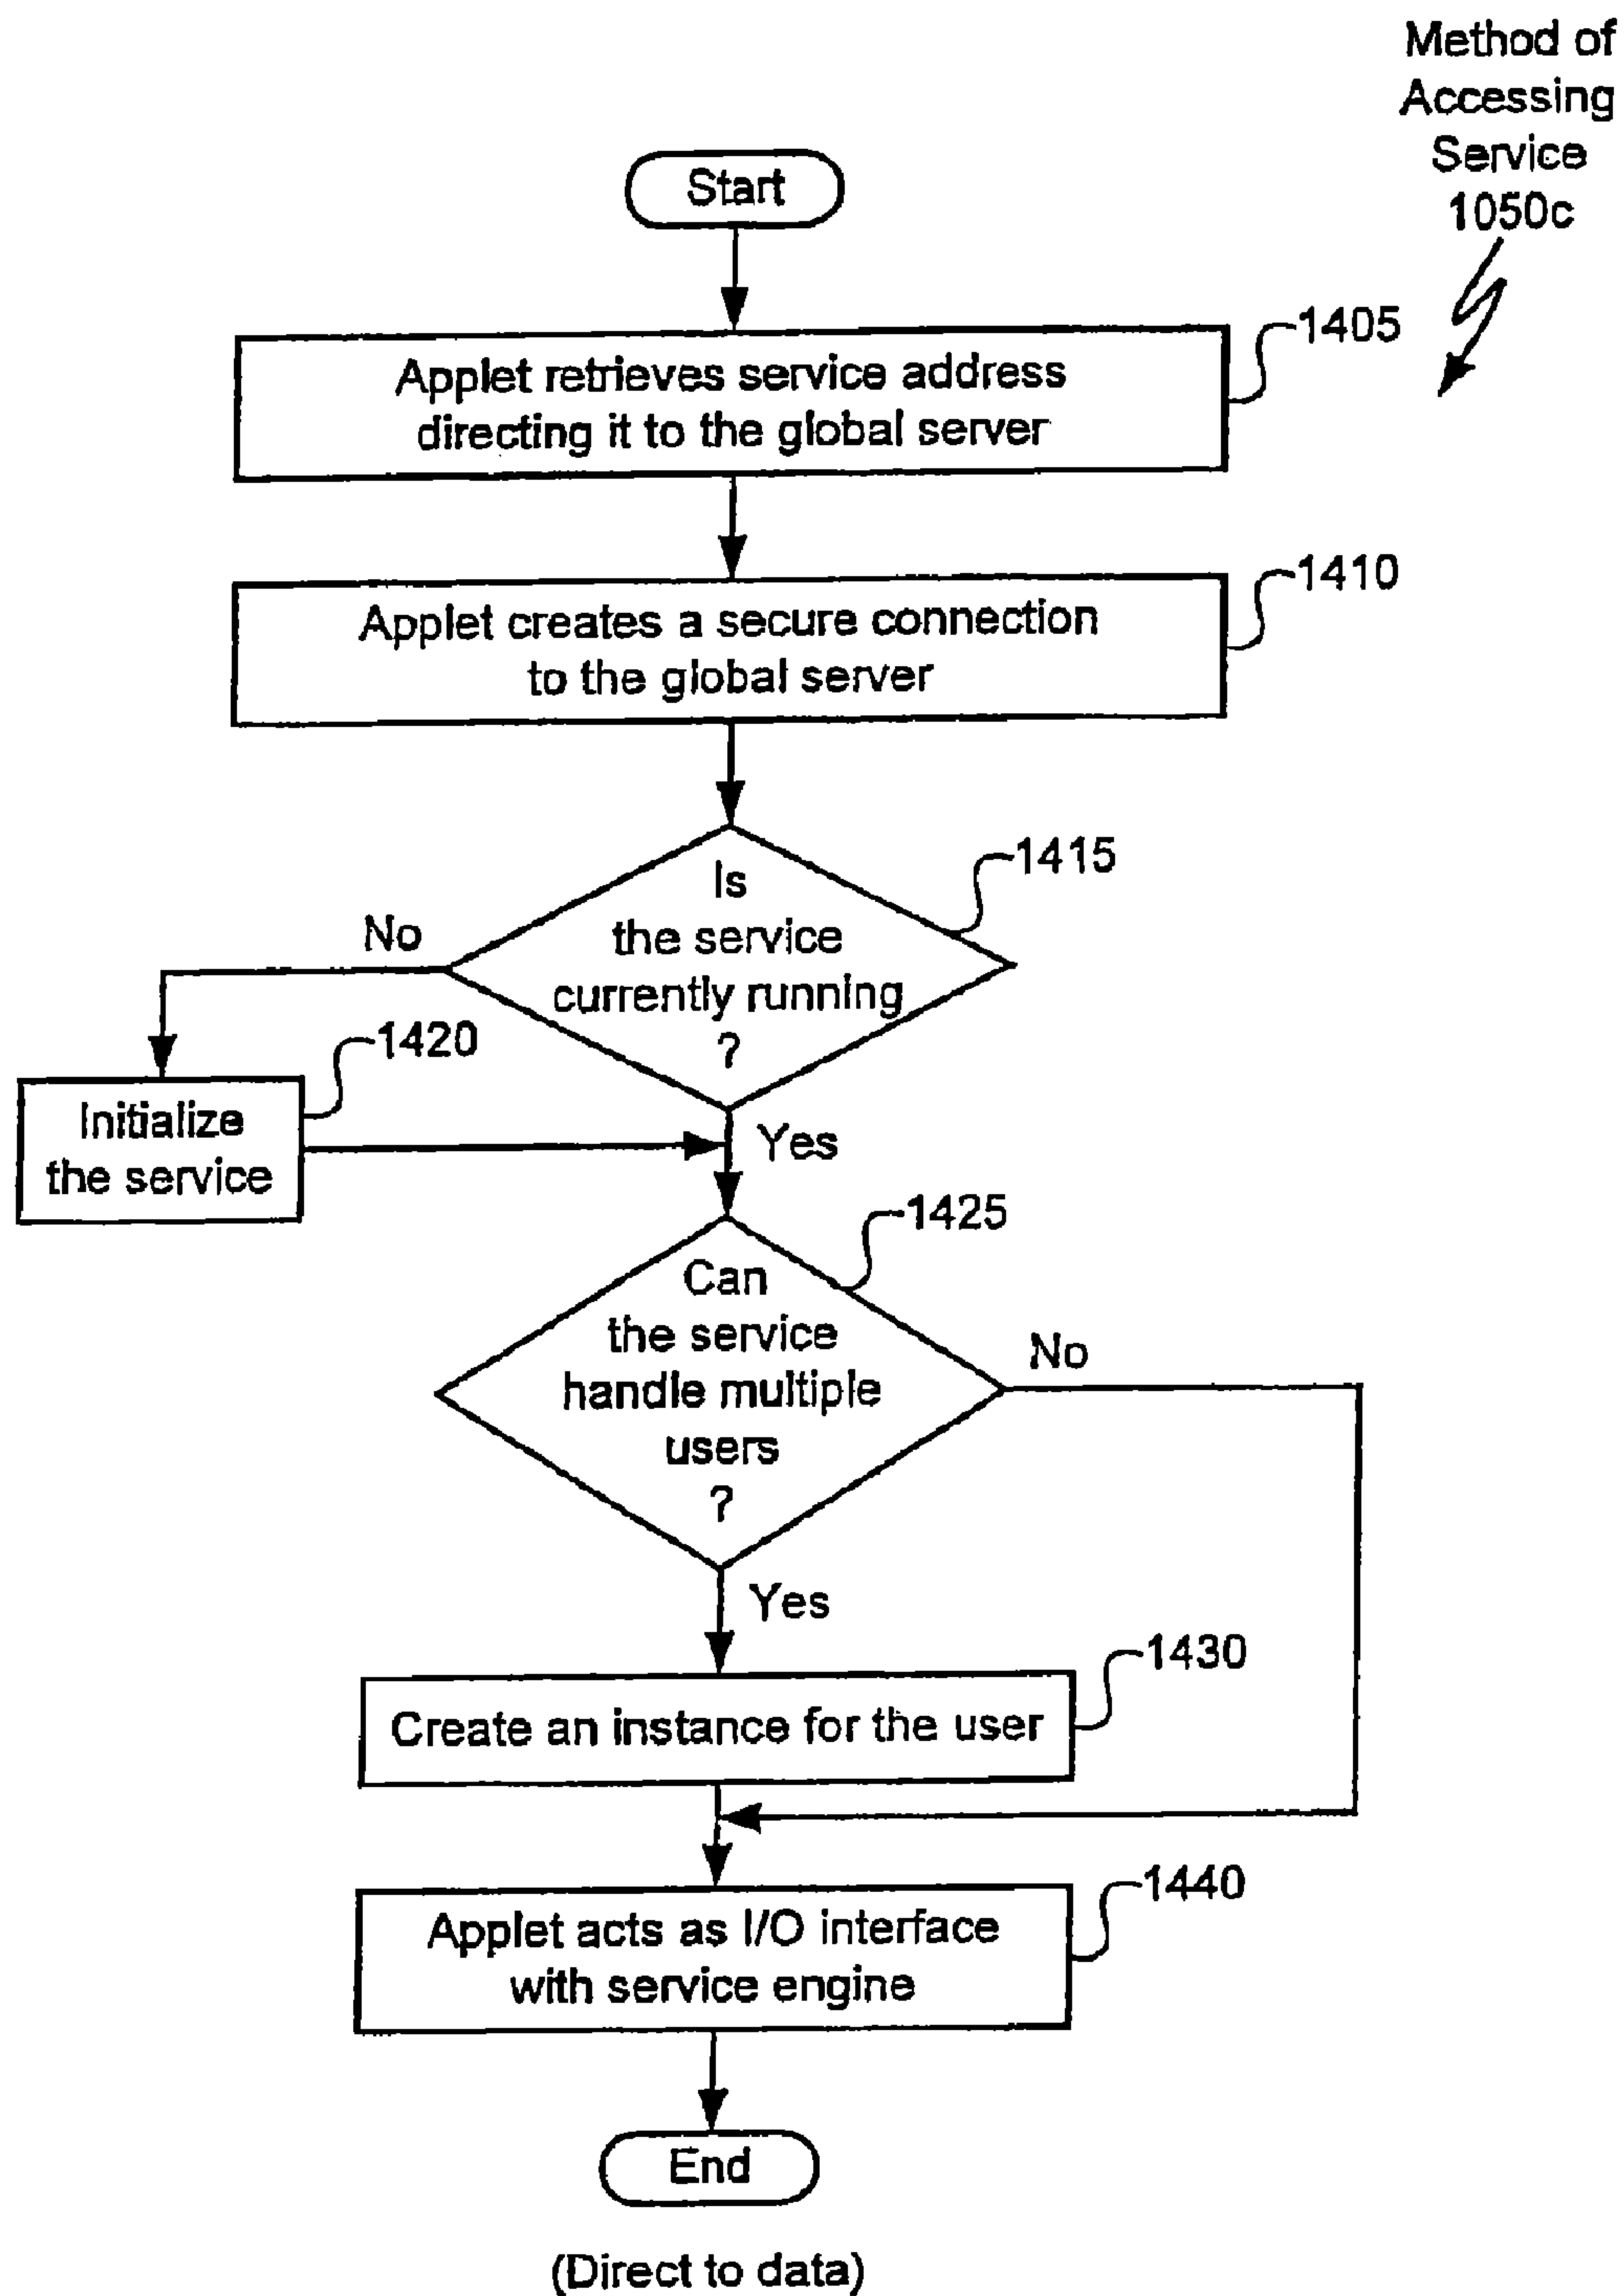 Method of
Accessing
Service
1050c
Start
1405
Applet retrieves service address
directing it to the global server
1410
Applet creates a secure connection
to the global server
1415
Is
the service
currently running
?
No
1420
Initialize
the service
Yes
1425
Can
the service
handle multiple
users
?
No
Yes
1430
Create an instance for the user
1440
Applet acts as I/O interface
with service engine
End
(Direct to data)